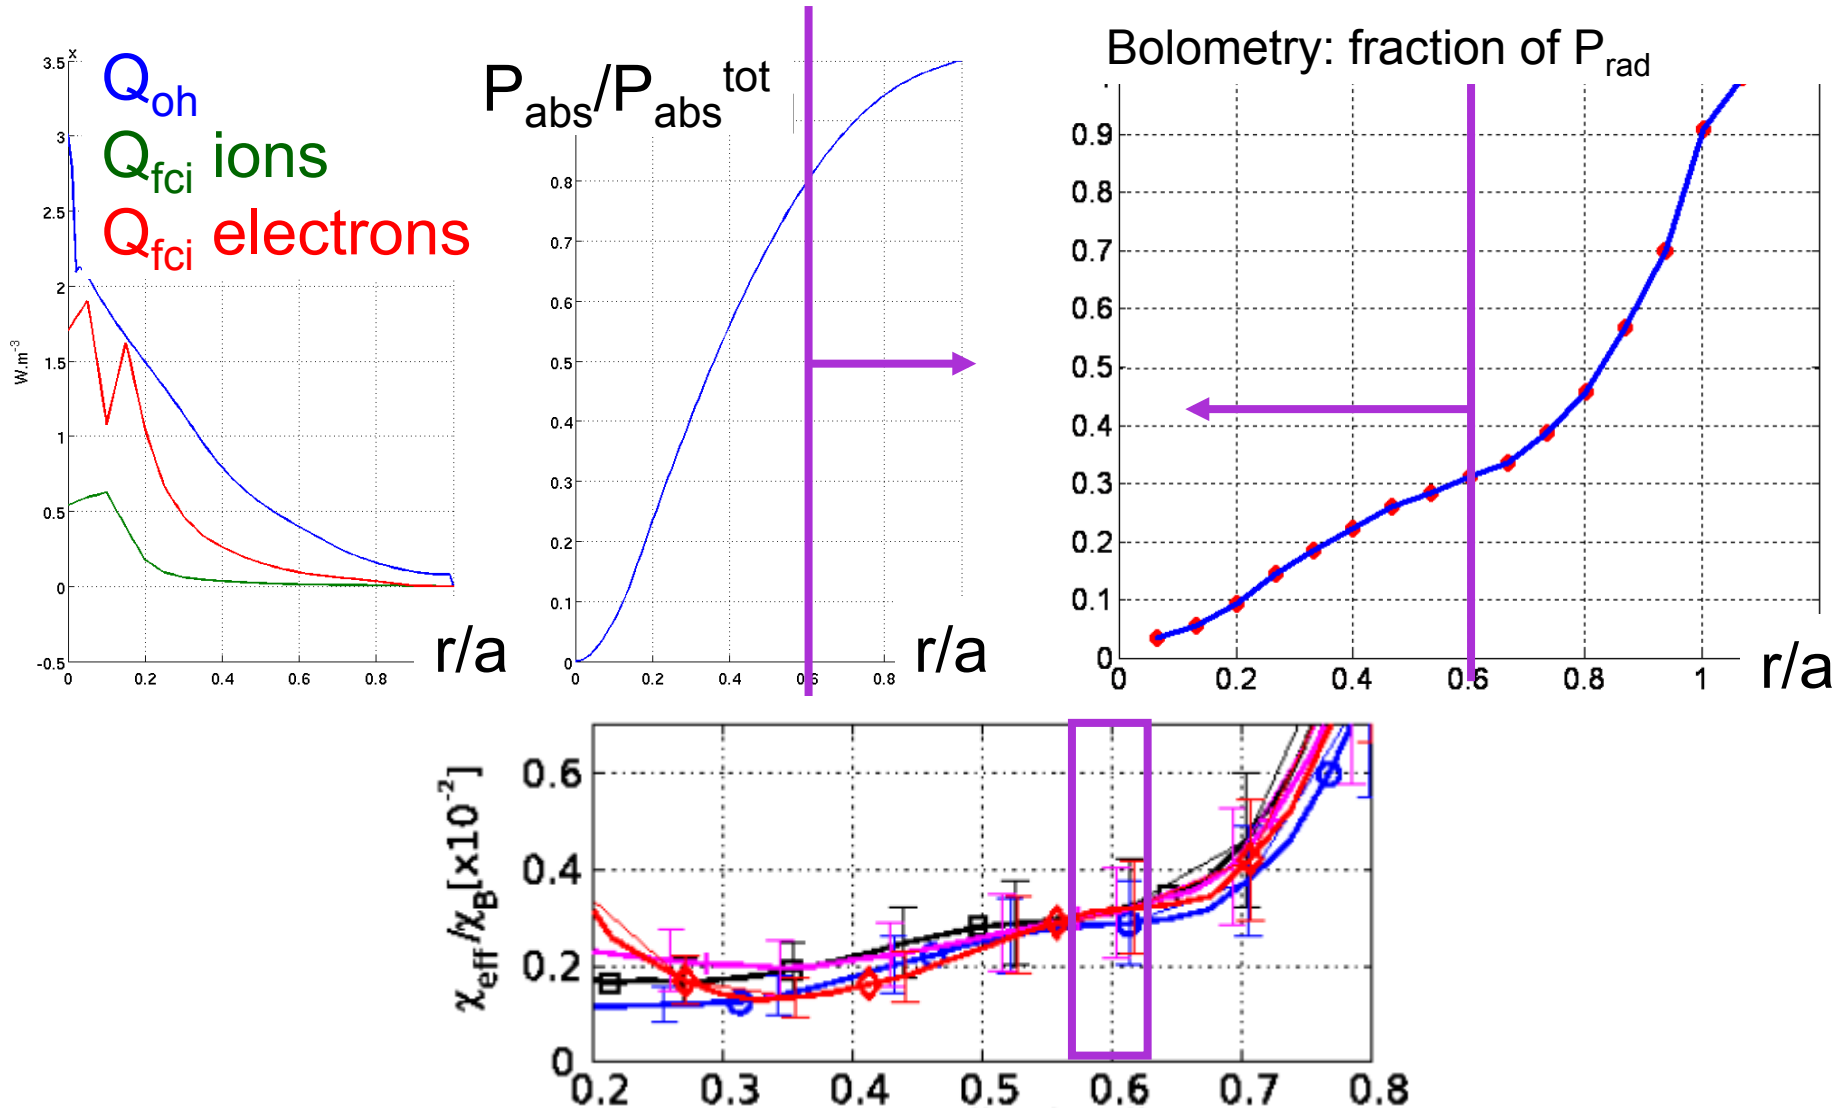 x
3.5
3
2.5
2
1.5
1
0.5
0
-0.5
W.m⁻³
Q_oh
Q_fci ions
Q_fci electrons
0 0.2 0.4 0.6 0.8
r/a
P_abs/P_abs^tot
0.8
0.7
0.6
0.5
0.4
0.3
0.2
0.1
0
0 0.2 0.4 0.6 0.8
r/a
Bolometry: fraction of P_rad
0.9
0.8
0.7
0.6
0.5
0.4
0.3
0.2
0.1
0
0 0.2 0.4 0.6 0.8 1
r/a
χ_eff/χ_B[x10⁻²]
0.6
0.4
0.2
0
0.2 0.3 0.4 0.5 0.6 0.7 0.8